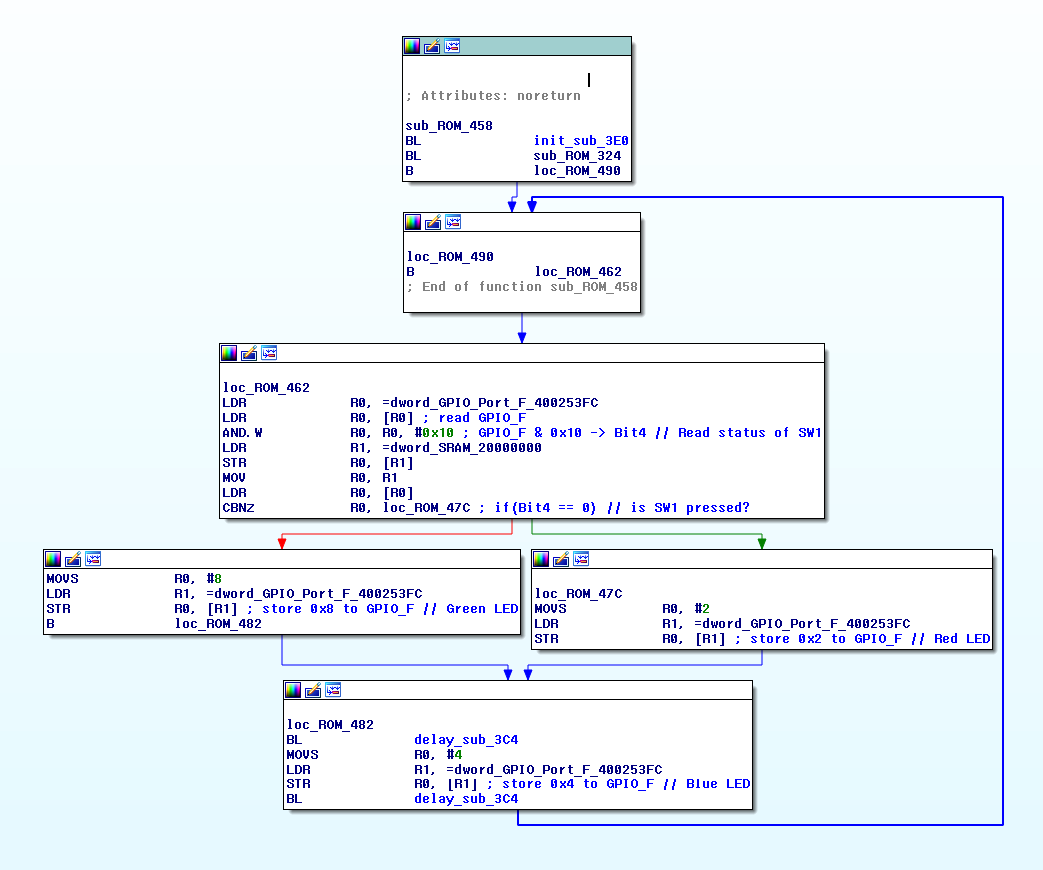 ; Attributes: noreturn
sub_ROM_458
BL init_sub_3E0
BL sub_ROM_324
B loc_ROM_490
loc_ROM_490
B loc_ROM_462
; End of function sub_ROM_458
loc_ROM_462
LDR R0, =dword_GPIO_Port_F_400253FC
LDR R0, [R0] ; read GPIO_F
AND.W R0, R0, #0x10 ; GPIO_F & 0x10 -> Bit4 // Read status of SW1
LDR R1, =dword_SRAM_20000000
STR R0, [R1]
MOV R0, R1
LDR R0, [R0]
CBNZ R0, loc_ROM_47C ; if(Bit4 == 0) // is SW1 pressed?
MOVS R0, #8
LDR R1, =dword_GPIO_Port_F_400253FC
STR R0, [R1] ; store 0x8 to GPIO_F // Green LED
B loc_ROM_482
loc_ROM_47C
MOVS R0, #2
LDR R1, =dword_GPIO_Port_F_400253FC
STR R0, [R1] ; store 0x2 to GPIO_F // Red LED
loc_ROM_482
BL delay_sub_3C4
MOVS R0, #4
LDR R1, =dword_GPIO_Port_F_400253FC
STR R0, [R1] ; store 0x4 to GPIO_F // Blue LED
BL delay_sub_3C4